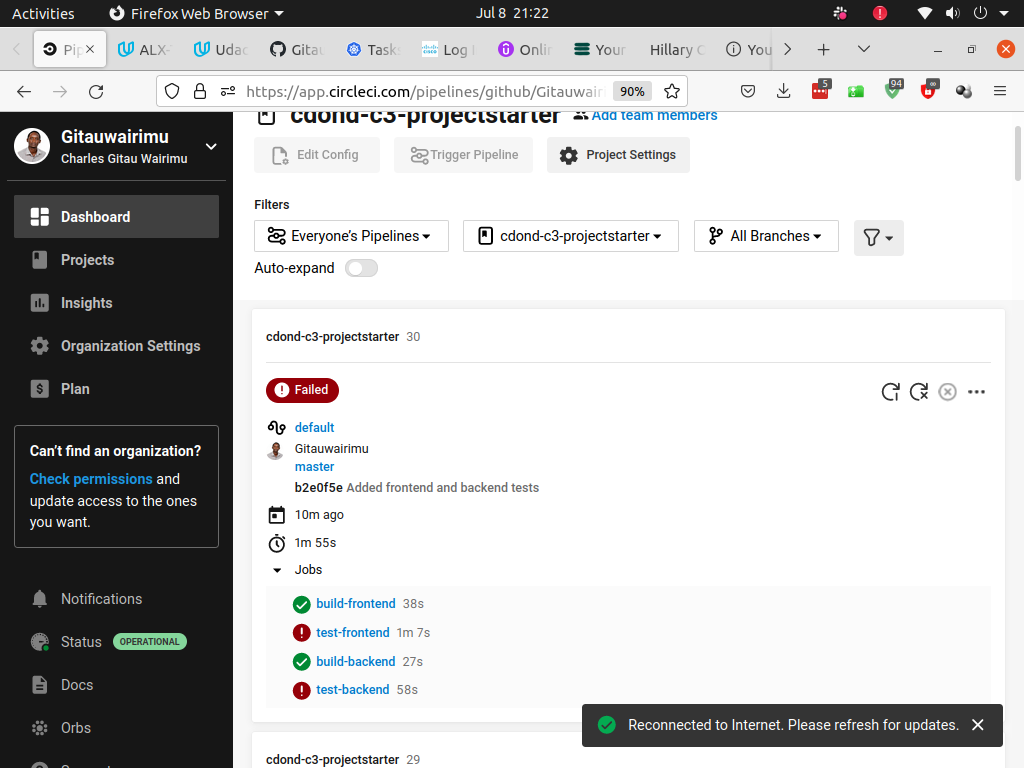 Activities Firefox Web Browser Jul 8 21:22
Pip ALX- Udac Gitau Task Log Onlin Your Hillary C You
https://app.circleci.com/pipelines/github/Gitauwairim 90% 5 94 ∞
Gitauwairimu
Charles Gitau Wairimu
Dashboard
Projects
Insights
Organization Settings
Plan
Can't find an organization?
Check permissions and
update access to the ones
you want.
Notifications
Status OPERATIONAL
Docs
Orbs
cdond-c3-projectstarter Add team members
Edit Config Trigger Pipeline Project Settings
Filters
Everyone's Pipelines cdond-c3-projectstarter All Branches
Auto-expand
cdond-c3-projectstarter 30
Failed
default
Gitauwairimu
master
b2e0f5e Added frontend and backend tests
10m ago
1m 55s
Jobs
build-frontend 38s
test-frontend 1m 7s
build-backend 27s
test-backend 58s
Reconnected to Internet. Please refresh for updates.
cdond-c3-projectstarter 29